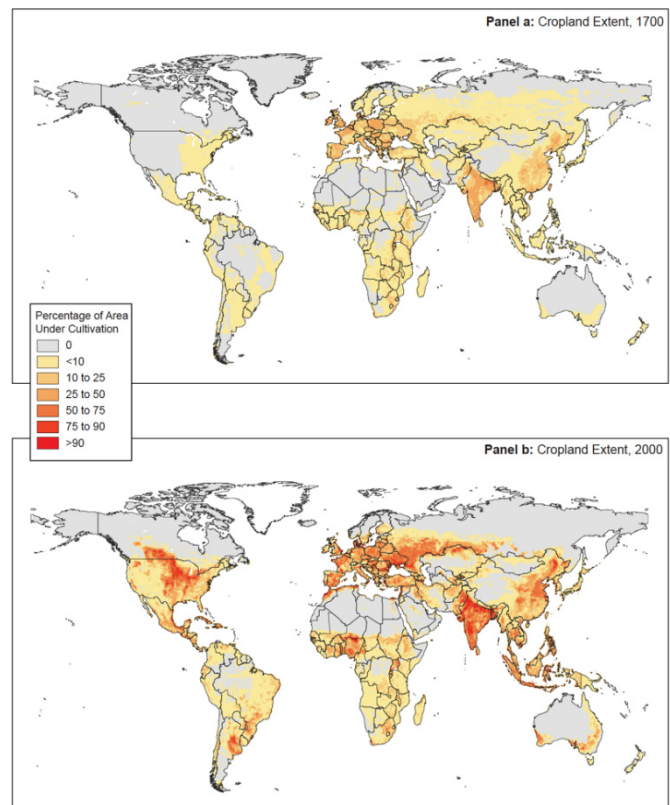 Panel a: Cropland Extent, 1700
Percentage of Area
Under Cultivation
0
<10
10 to 25
25 to 50
50 to 75
75 to 90
>90
Panel b: Cropland Extent, 2000